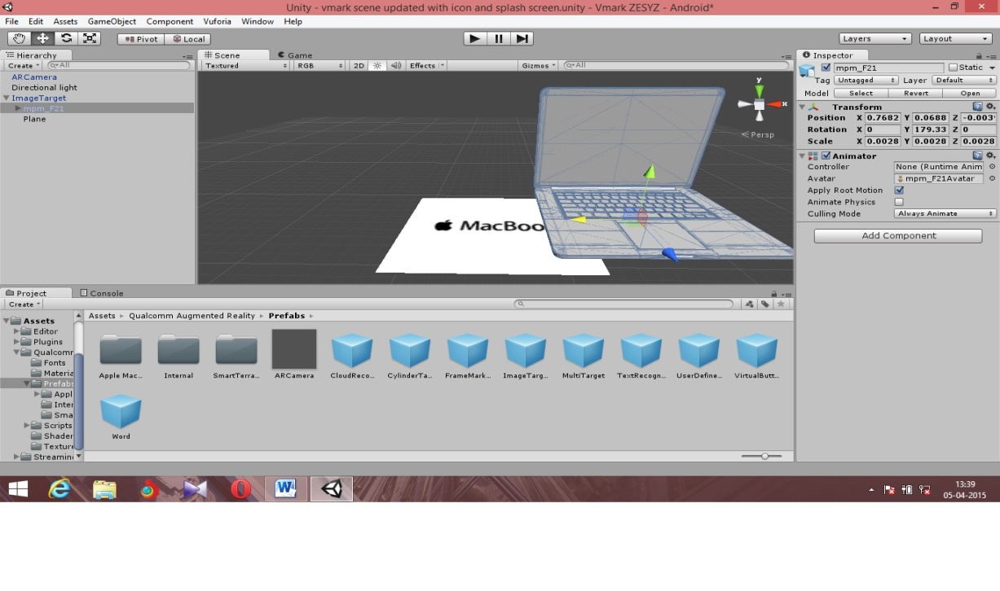 Unity - vmark scene updated with icon and splash screen.unity - Vmark ZESYZ - Android*
File Edit Assets GameObject Component Vuforia Window Help
Pivot Local Layers Layout
Hierarchy
Create All
ARCamera
Directional light
ImageTarget
mpm_F21
Plane
Scene Game
Textured RGB 2D Effects Gizmos All
y
x
Persp
MacBoo
Inspector
mpm_F21 Static
Tag Untagged Layer Default
Model Select Revert Open
Transform
Position X 0.7682 Y 0.0688 Z -0.003
Rotation X 0 Y 179.33 Z 0
Scale X 0.0028 Y 0.0028 Z 0.0028
Animator
Controller None (Runtime Anim
Avatar mpm_F21Avatar
Apply Root Motion
Animate Physics
Culling Mode Always Animate
Add Component
Project Console
Create
Assets
Editor
Plugins
Qualcomm
Fonts
Materia
Prefabs
Appl
Inter
Sma
Scripts
Shader
Texture
Streamin
Assets Qualcomm Augmented Reality Prefabs
Apple Mac... Internal SmartTerra... ARCamera CloudReco... CylinderTa... FrameMark... ImageTarg... MultiTarget TextRecogn... UserDefine... VirtualButt...
Word
13:39
05-04-2015